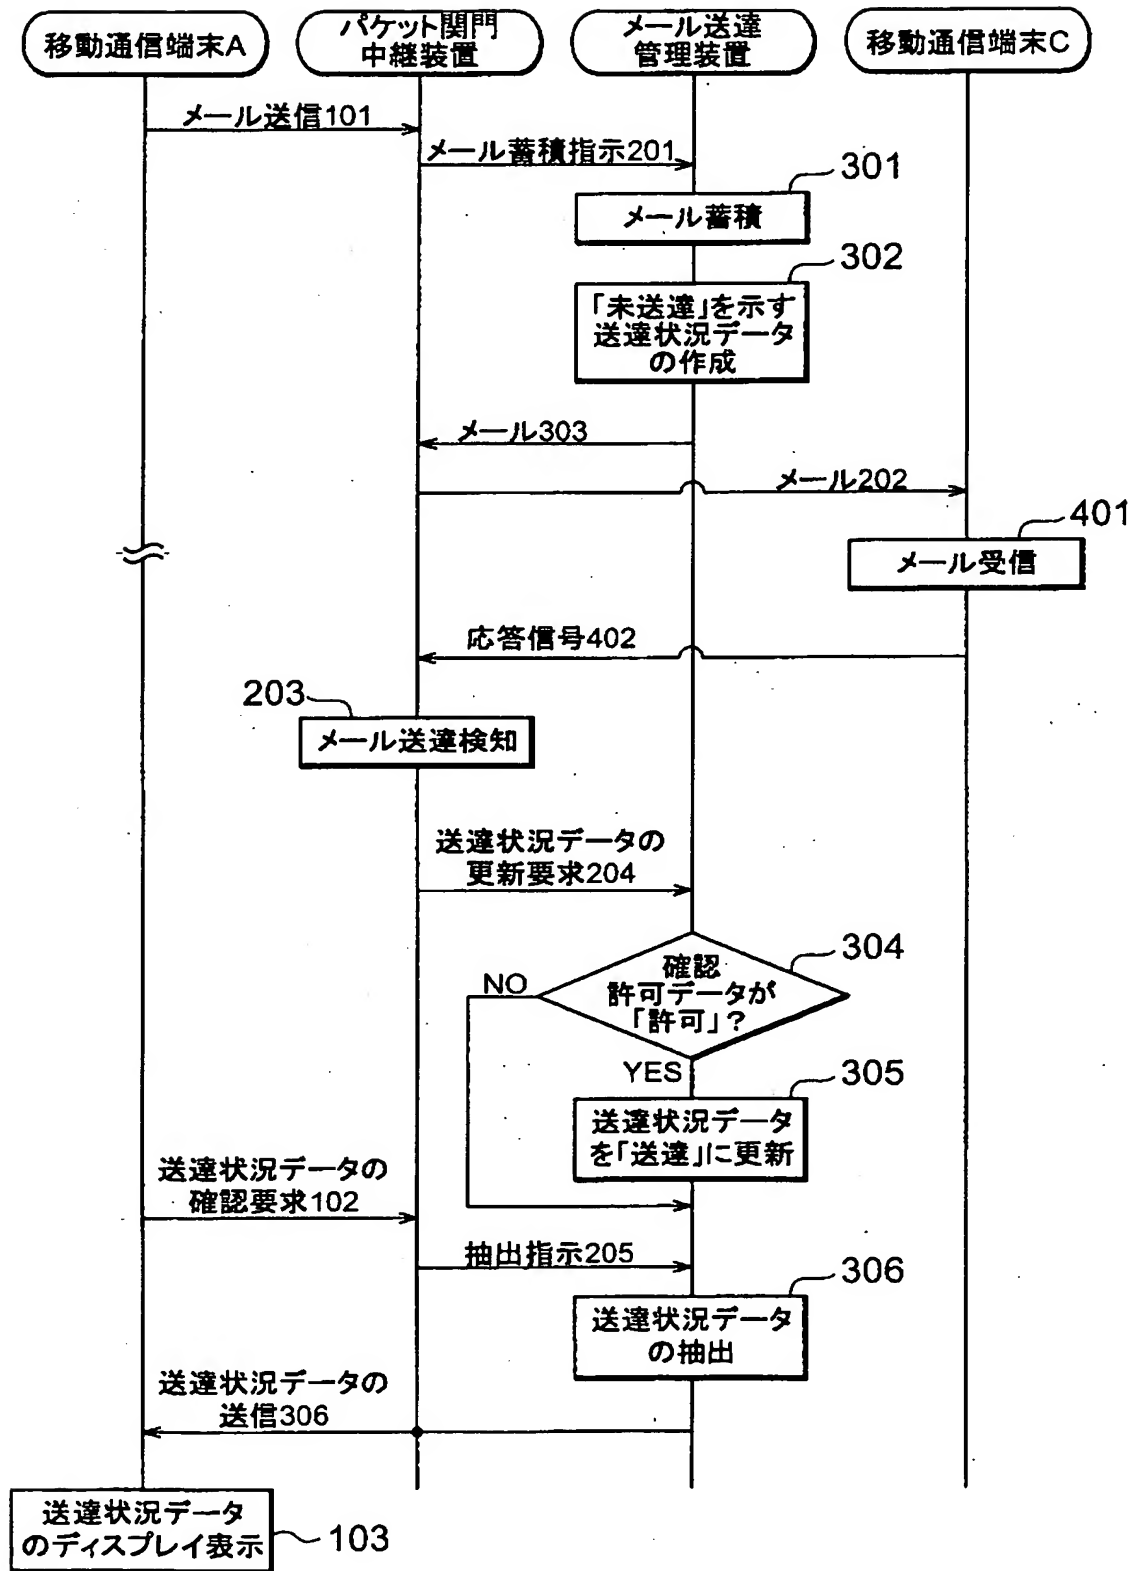 移動通信端末A
パケット関門
中継装置
メール送達
管理装置
移動通信端末C
メール送信101
メール蓄積指示201
301
メール蓄積
302
「未送達」を示す
送達状況データ
の作成
メール303
メール202
401
メール受信
応答信号402
203
メール送達検知
送達状況データの
更新要求204
304
確認
許可データが
「許可」?
NO
YES
305
送達状況データ
を「送達」に更新
送達状況データの
確認要求102
抽出指示205
306
送達状況データ
の抽出
送達状況データの
送信306
送達状況データ
のディスプレイ表示
103